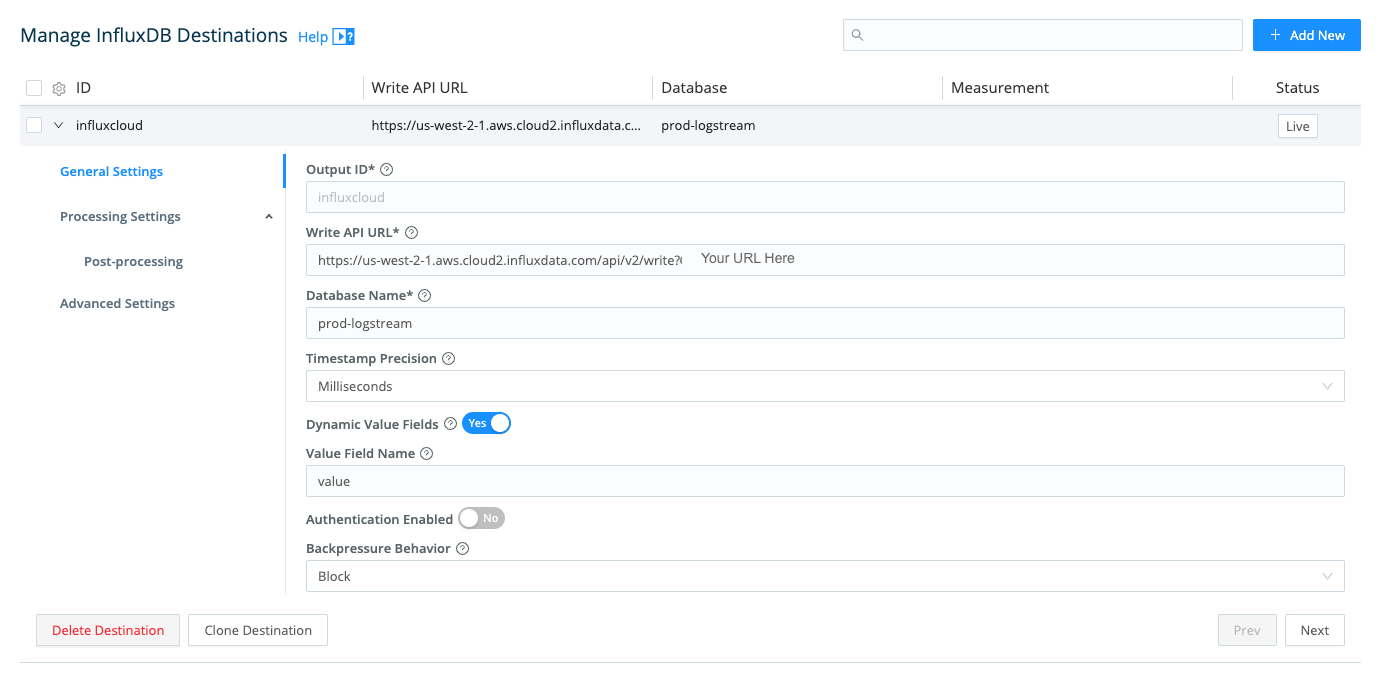 Manage InfluxDB Destinations Help
Add New
ID Write API URL Database Measurement Status
influxcloud https://us-west-2-1.aws.cloud2.influxdata.c... prod-logstream Live
General Settings
Processing Settings
Post-processing
Advanced Settings
Output ID*
influxcloud
Write API URL*
https://us-west-2-1.aws.cloud2.influxdata.com/api/v2/write? Your URL Here
Database Name*
prod-logstream
Timestamp Precision
Milliseconds
Dynamic Value Fields Yes
Value Field Name
value
Authentication Enabled No
Backpressure Behavior
Block
Delete Destination Clone Destination Prev Next